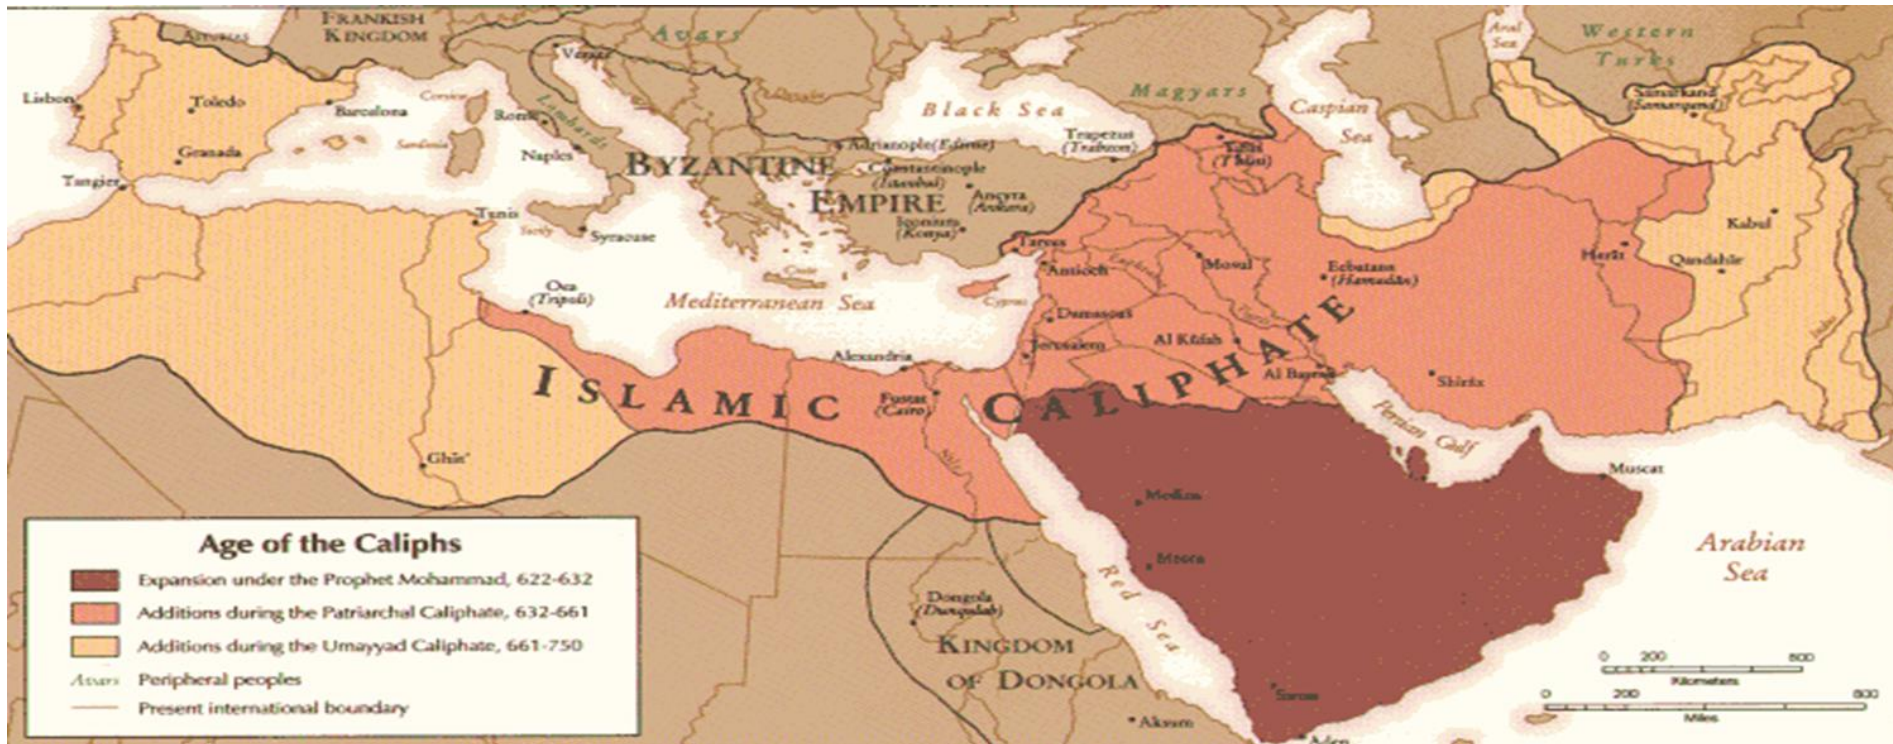 FRANKISH
KINGDOM
Asturias
Avars
Western
Turks
Aral
Sea
Magyars
Black Sea
Caspian
Sea
Samarkand
(Samarqand)
Lisbon
Toledo
Barcelona
Granada
Tangier
Corsica
Sardinia
Rome
Lombards
Naples
Adrianople(Edirne)
Constantinople
(Istanbul)
Trapezus
(Trabzon)
BYZANTINE
EMPIRE
Ancyra
(Ankara)
Iconium
(Konya)
Tunis
Sicily
Syracuse
Crete
Tarsus
Antioch
Mosul
Ecbatana
(Hamadān)
Herāt
Kabul
Qandahār
Indus
Oea
(Tripoli)
Mediterranean Sea
Cyprus
Damascus
Jerusalem
Al Kūfah
Al Basrah
Shīrāz
Alexandria
Fustat
(Cairo)
Nile
ISLAMIC CALIPHATE
Persian Gulf
Muscat
Ghāt
Medina
Mecca
Red Sea
Arabian
Sea
Dongola
(Dunqulah)
KINGDOM
OF DONGOLA
Aksum
Aden
Age of the Caliphs
Expansion under the Prophet Mohammad, 622-632
Additions during the Patriarchal Caliphate, 632-661
Additions during the Umayyad Caliphate, 661-750
Avars Peripheral peoples
Present international boundary
0 200 600
Kilometers
0 200 600
Miles